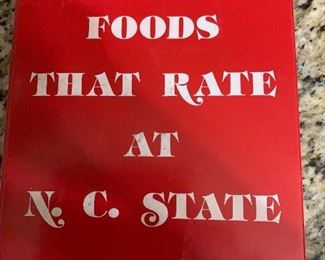 FOODS
THAT RATE
AT
N. C. STATE